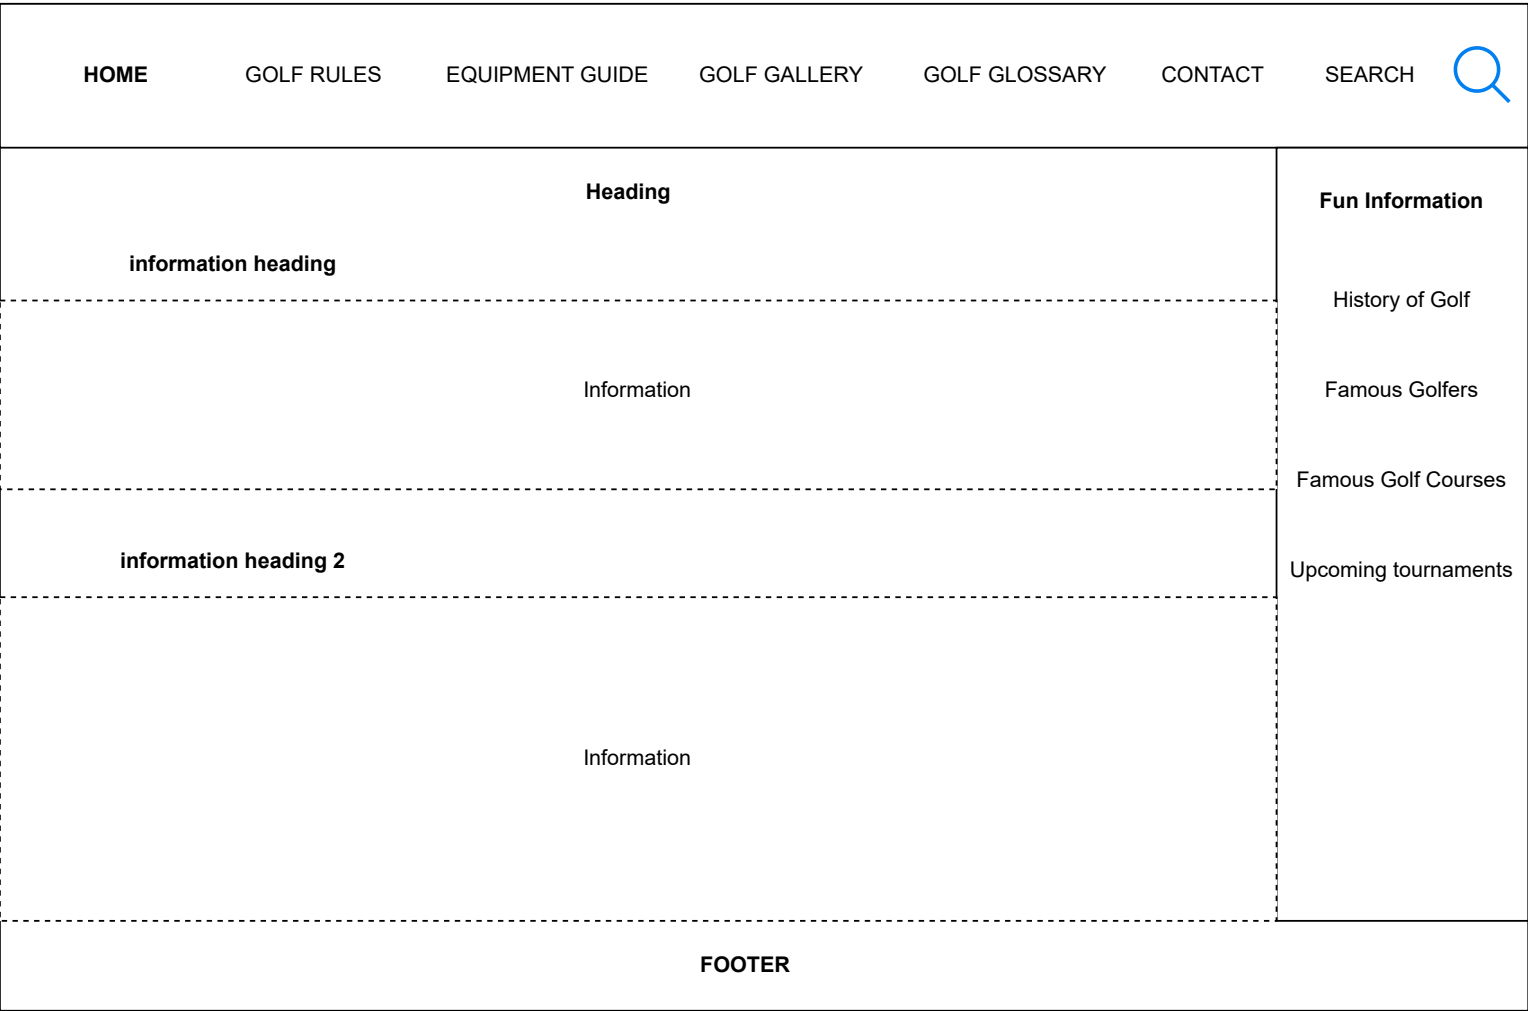 HOME GOLF RULES EQUIPMENT GUIDE GOLF GALLERY GOLF GLOSSARY CONTACT SEARCH
Heading
information heading
Information
information heading 2
Information
Fun Information
History of Golf
Famous Golfers
Famous Golf Courses
Upcoming tournaments
FOOTER